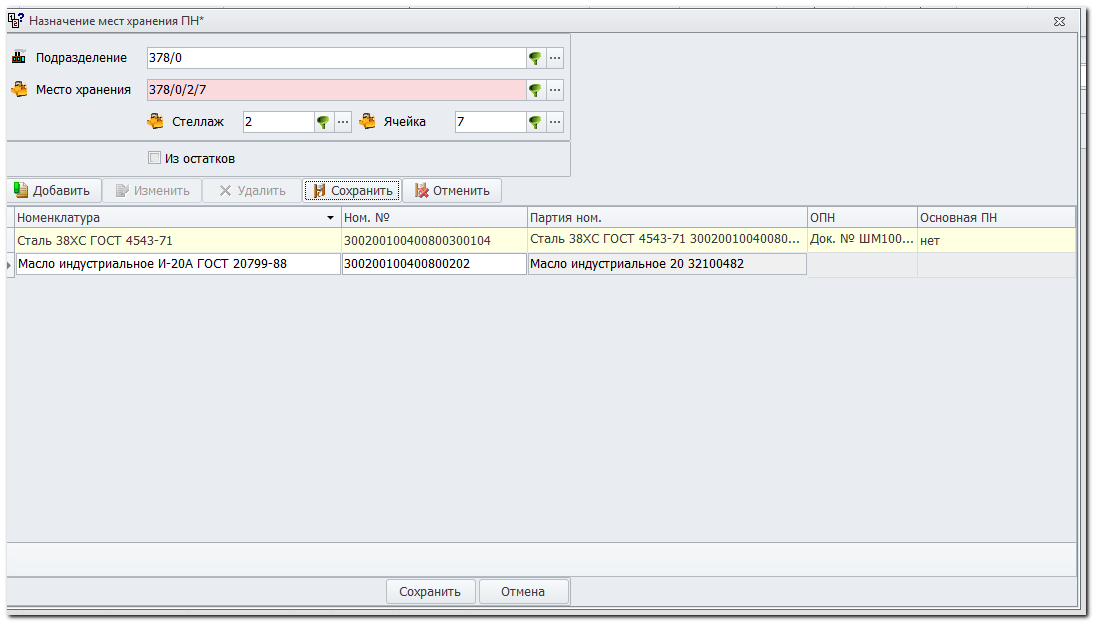 Назначение мест хранения ПН*
Подразделение 378/0 ...
Место хранения 378/0/2/7 ...
Стеллаж 2 ... Ячейка 7 ...
Из остатков
Добавить Изменить Удалить Сохранить Отменить
Номенклатура Ном. № Партия ном. ОПН Основная ПН
Сталь 38ХС ГОСТ 4543-71 300200100400800300104 Сталь 38ХС ГОСТ 4543-71 30020010040080... Док. № ШМ100... нет
Масло индустриальное И-20А ГОСТ 20799-88 300200100400800202 Масло индустриальное 20 32100482
Сохранить Отмена